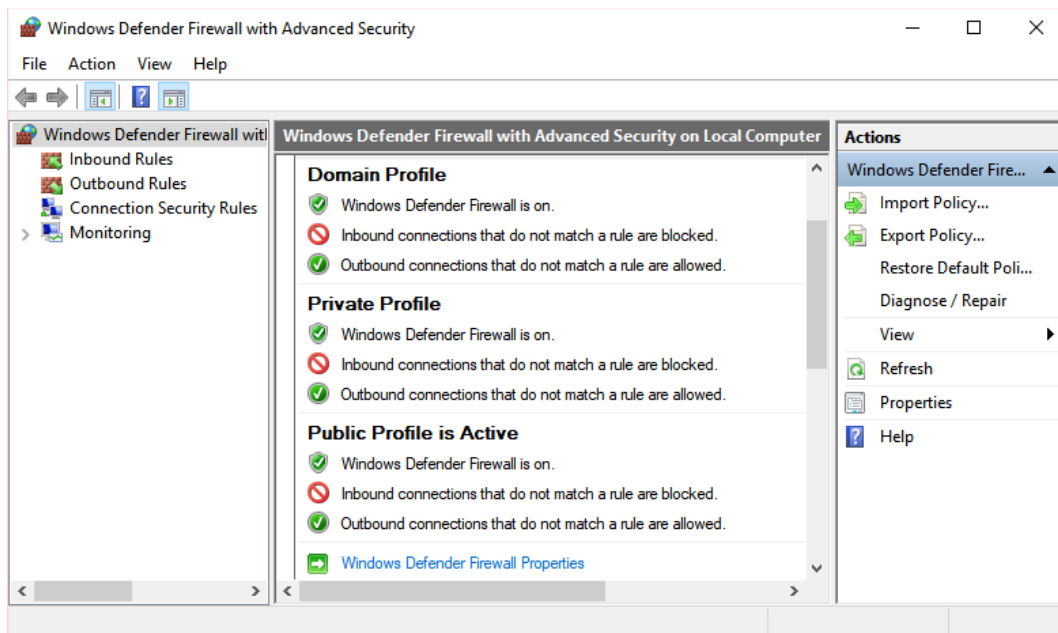 Windows Defender Firewall with Advanced Security
File Action View Help
Windows Defender Firewall with
Inbound Rules
Outbound Rules
Connection Security Rules
Monitoring
Windows Defender Firewall with Advanced Security on Local Computer
Domain Profile
Windows Defender Firewall is on.
Inbound connections that do not match a rule are blocked.
Outbound connections that do not match a rule are allowed.
Private Profile
Windows Defender Firewall is on.
Inbound connections that do not match a rule are blocked.
Outbound connections that do not match a rule are allowed.
Public Profile is Active
Windows Defender Firewall is on.
Inbound connections that do not match a rule are blocked.
Outbound connections that do not match a rule are allowed.
Windows Defender Firewall Properties
Actions
Windows Defender Fire...
Import Policy...
Export Policy...
Restore Default Poli...
Diagnose / Repair
View
Refresh
Properties
Help